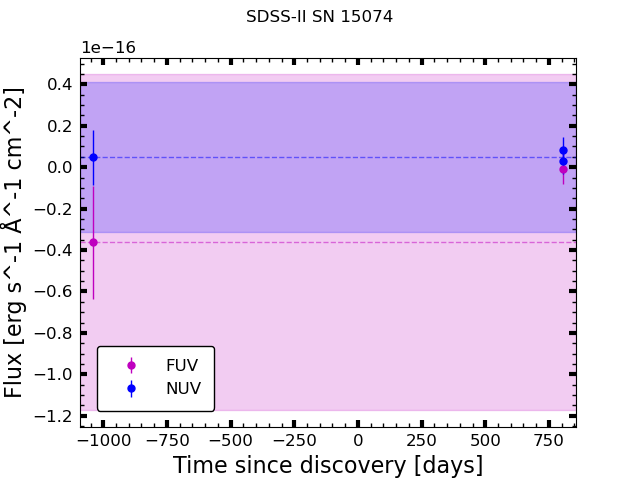 SDSS-II SN 15074
1e−16
0.4
0.2
0.0
−0.2
−0.4
−0.6
−0.8
−1.0
−1.2
Flux [erg s^-1 Å^-1 cm^-2]
FUV
NUV
−1000 −750 −500 −250 0 250 500 750
Time since discovery [days]